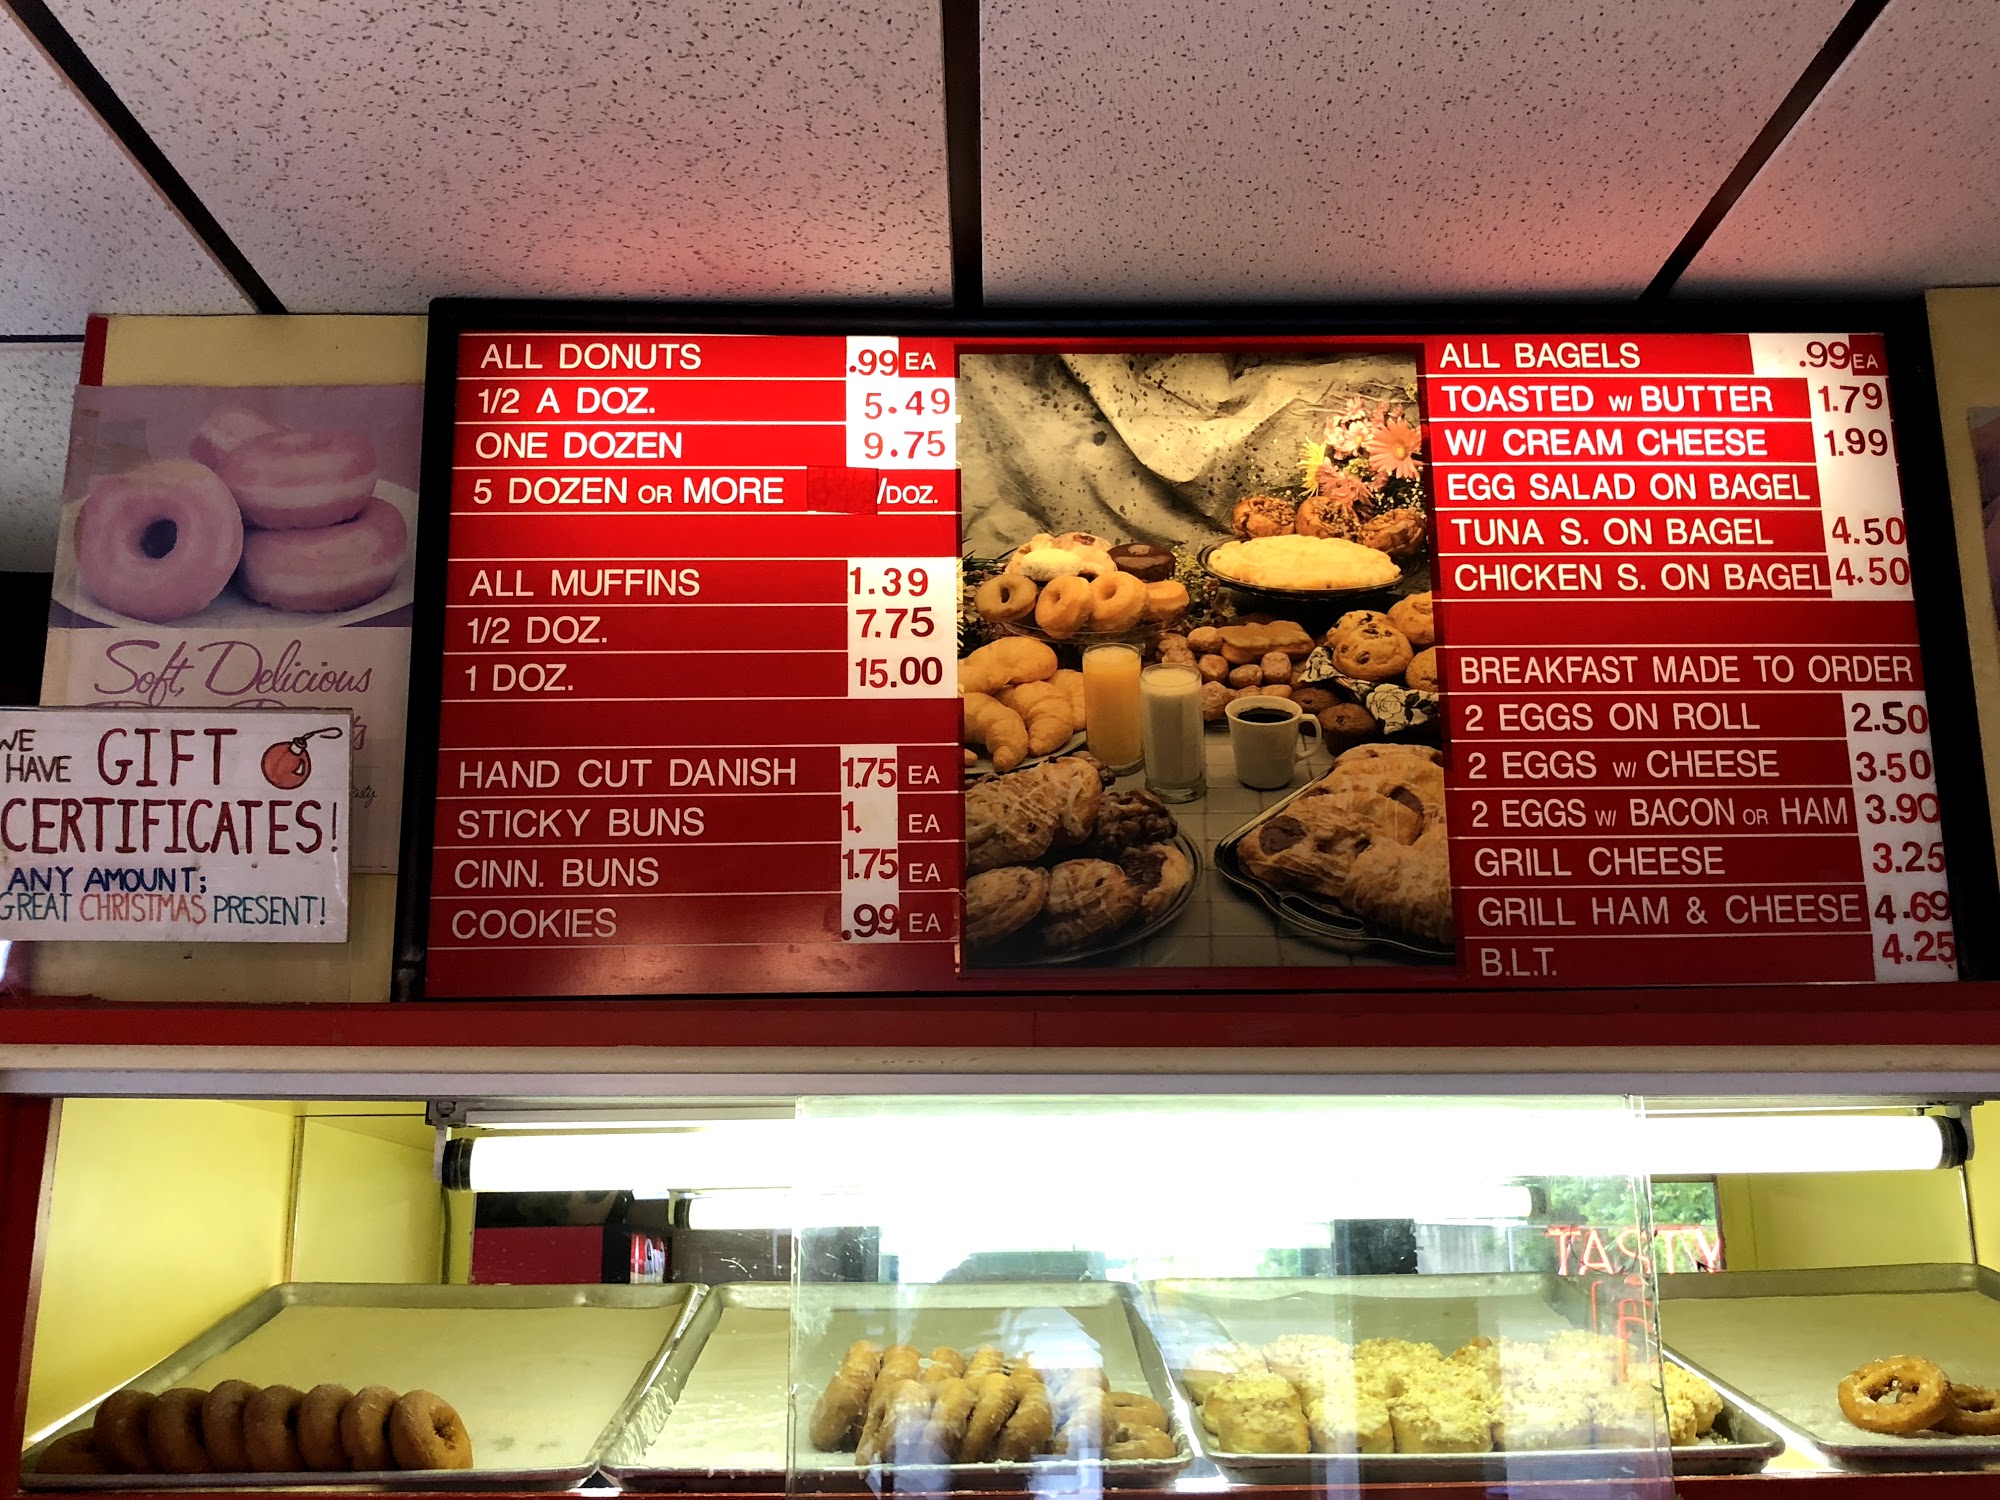 ALL DONUTS .99 EA
1/2 A DOZ. 5.49
ONE DOZEN 9.75
5 DOZEN OR MORE /DOZ.
ALL MUFFINS 1.39
1/2 DOZ. 7.75
1 DOZ. 15.00
HAND CUT DANISH 1.75 EA
STICKY BUNS 1. EA
CINN. BUNS 1.75 EA
COOKIES .99 EA
ALL BAGELS .99 EA
TOASTED W/ BUTTER 1.79
W/ CREAM CHEESE 1.99
EGG SALAD ON BAGEL
TUNA S. ON BAGEL 4.50
CHICKEN S. ON BAGEL 4.50
BREAKFAST MADE TO ORDER
2 EGGS ON ROLL 2.50
2 EGGS W/ CHEESE 3.50
2 EGGS W/ BACON OR HAM 3.90
GRILL CHEESE 3.25
GRILL HAM & CHEESE 4.69
B.L.T. 4.25
Soft Delicious
WE HAVE GIFT
CERTIFICATES!
ANY AMOUNT;
GREAT CHRISTMAS PRESENT!
TASTY